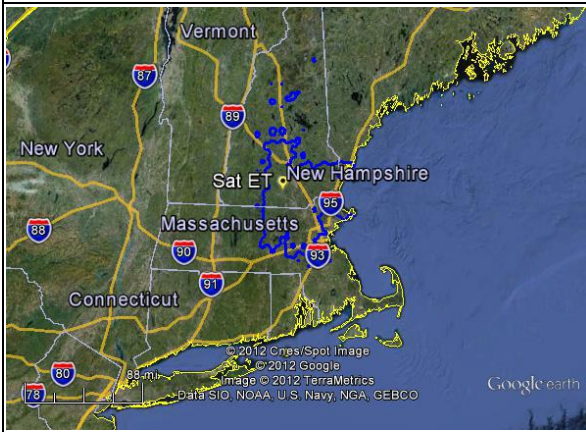 Vermont
87
89
New York
Sat ET
New Hampshire
95
Massachusetts
88
90
93
91
Connecticut
© 2012 Cnes/Spot Image
© 2012 Google
80
88 mi
Image © 2012 TerraMetrics
Google earth
78
Data SIO, NOAA, U.S. Navy, NGA, GEBCO